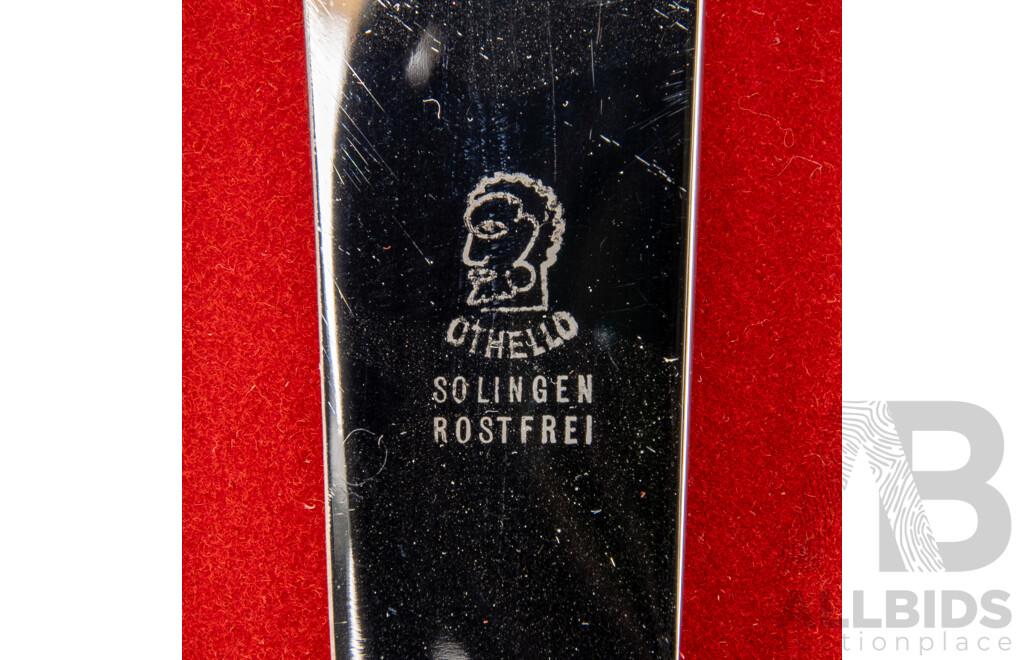 OTHELLO
SOLINGEN
ROSTFREI
B
ALLBIDS
auctionplace